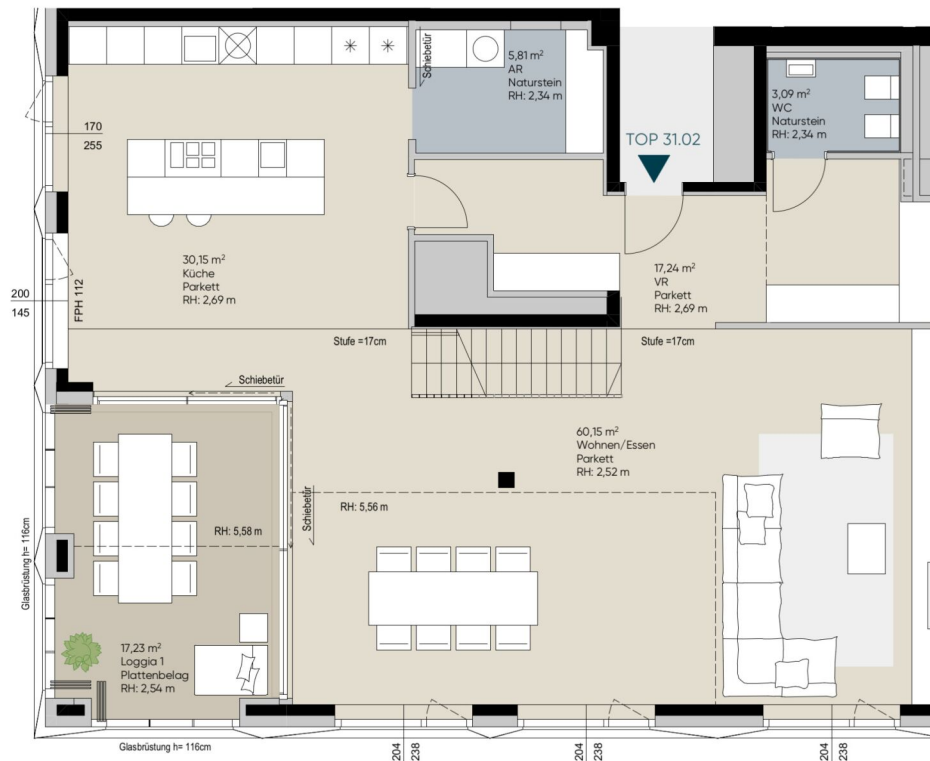 5,81 m²
AR
Naturstein
RH: 2,34 m
Schiebetür
3,09 m²
WC
Naturstein
RH: 2,34 m
TOP 31.02
170
255
30,15 m²
Küche
Parkett
RH: 2,69 m
17,24 m²
VR
Parkett
RH: 2,69 m
200
145
FPH 112
Stufe =17cm
Stufe =17cm
Schiebetür
60,15 m²
Wohnen/Essen
Parkett
RH: 2,52 m
Schiebetür
RH: 5,56 m
RH: 5,58 m
Glasbrüstung h= 116cm
17,23 m²
Loggia 1
Plattenbelag
RH: 2,54 m
Glasbrüstung h= 116cm
204
238
204
238
204
238